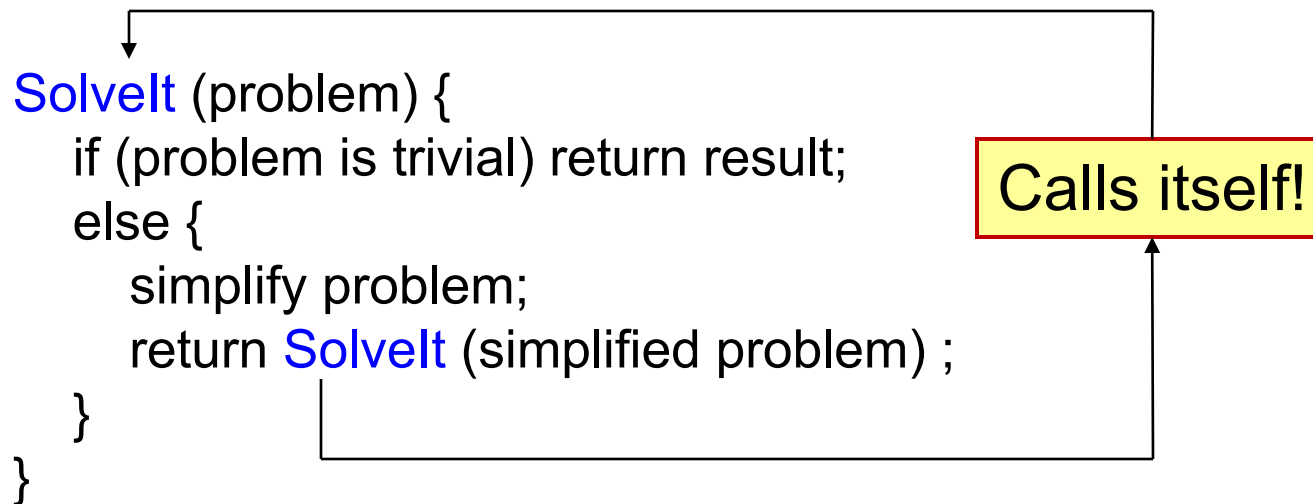 SolveIt (problem) {
if (problem is trivial) return result;
else {
simplify problem;
return SolveIt (simplified problem) ;
}
}
Calls itself!